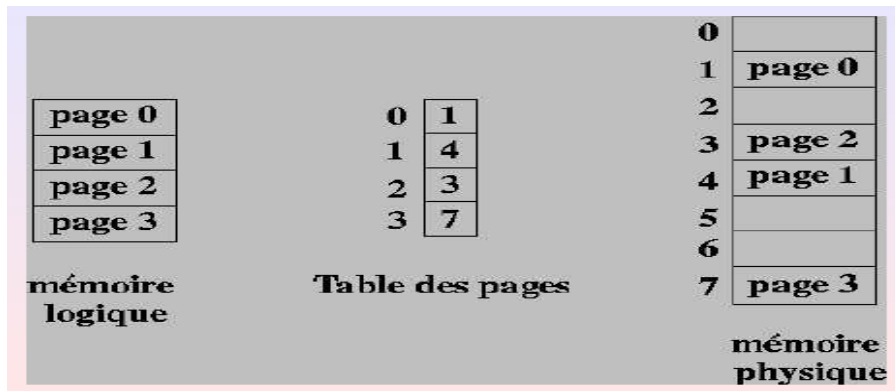 page 0
page 1
page 2
page 3
mémoire
logique
0 1
1 4
2 3
3 7
Table des pages
0
1 page 0
2
3 page 2
4 page 1
5
6
7 page 3
mémoire
physique